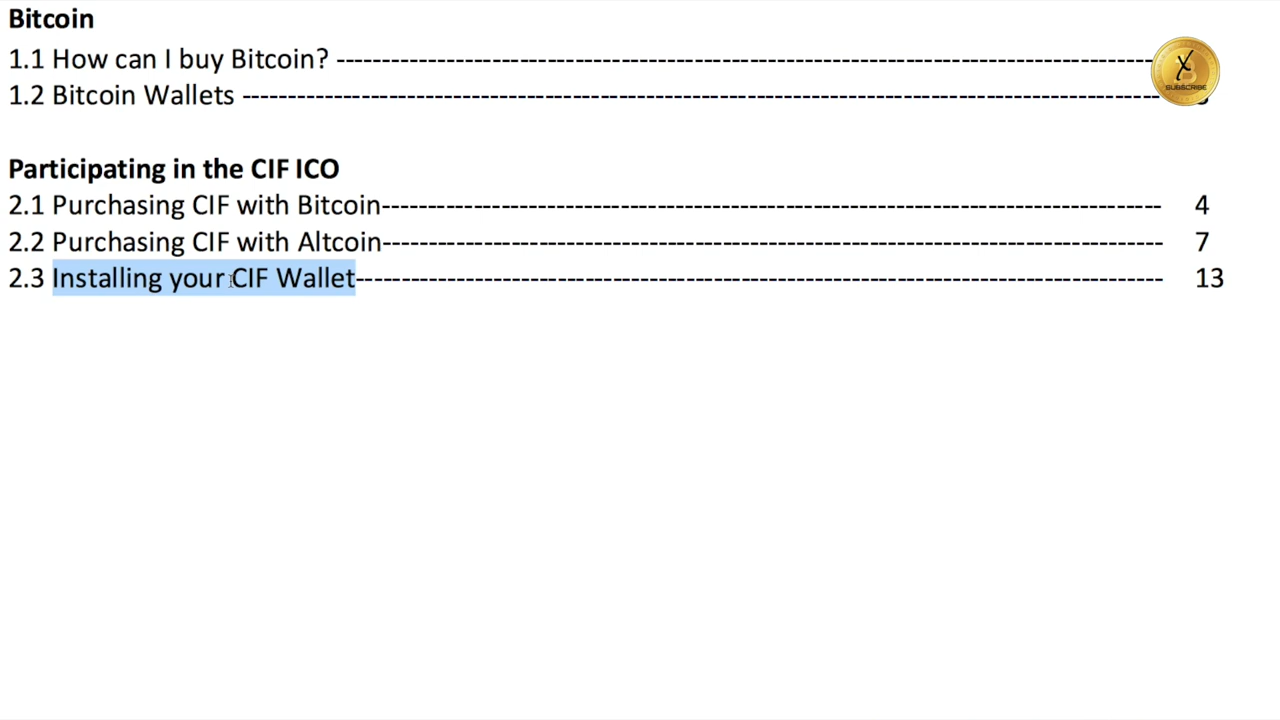 Bitcoin
1.1 How can I buy Bitcoin? ------------------------------------------------------------------------------------------
SUBSCRIBE
1.2 Bitcoin Wallets ----------------------------------------------------------------------------------------------------
Participating in the CIF ICO
2.1 Purchasing CIF with Bitcoin-------------------------------------------------------------------------------------- 4
2.2 Purchasing CIF with Altcoin-------------------------------------------------------------------------------------- 7
2.3 Installing your CIF Wallet----------------------------------------------------------------------------------------- 13